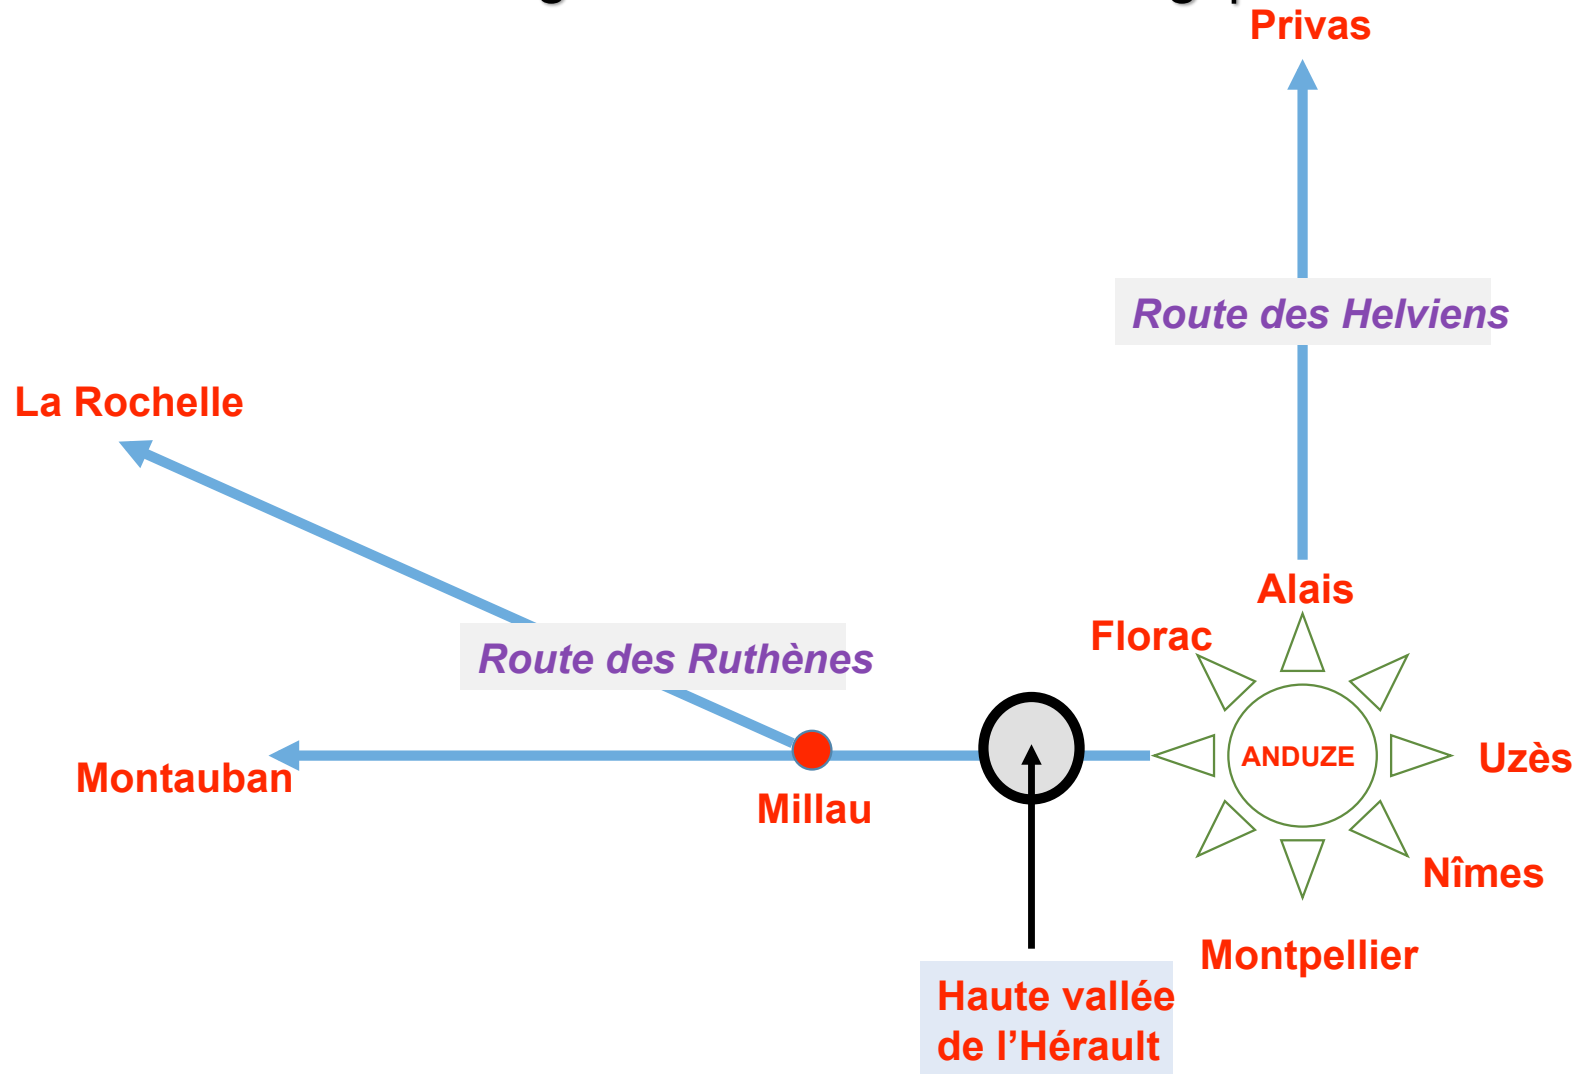 Privas
Route des Helviens
La Rochelle
Alais
Florac
Route des Ruthènes
ANDUZE
Uzès
Montauban
Millau
Nîmes
Montpellier
Haute vallée
de l’Hérault